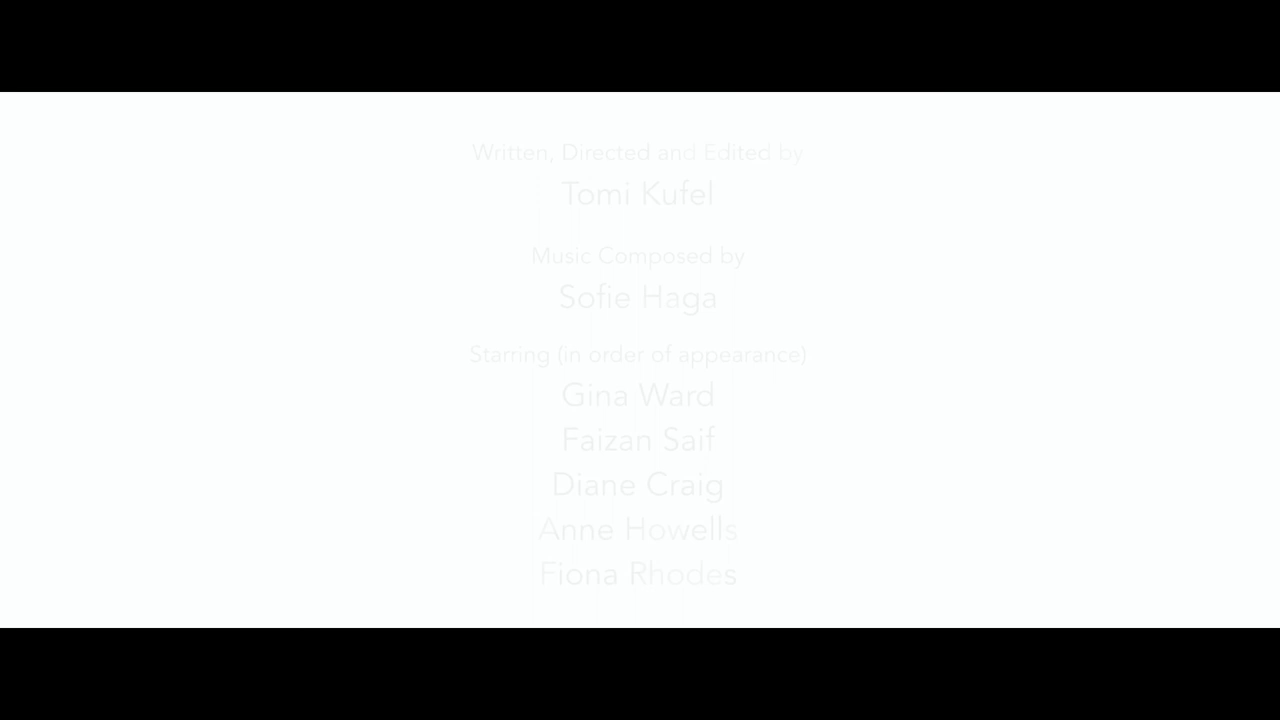 Written, Directed and Edited by
Tomi Kufel
Music Composed by
Sofie Haga
Starring (in order of appearance)
Gina Ward
Faizan Saif
Diane Craig
Anne Howells
Fiona Rhodes